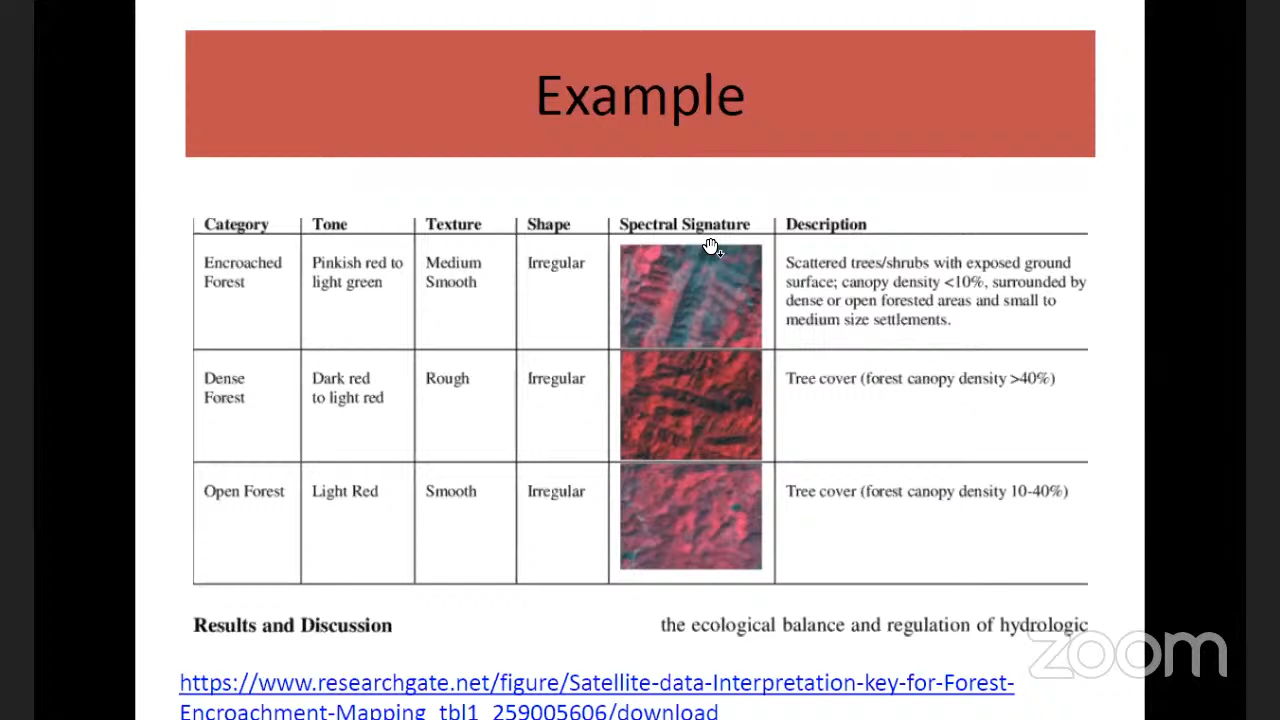 Example
Category Tone Texture Shape Spectral Signature Description
Encroached Forest Pinkish red to light green Medium Smooth Irregular Scattered trees/shrubs with exposed ground surface; canopy density <10%, surrounded by dense or open forested areas and small to medium size settlements.
Dense Forest Dark red to light red Rough Irregular Tree cover (forest canopy density >40%)
Open Forest Light Red Smooth Irregular Tree cover (forest canopy density 10-40%)
Results and Discussion
the ecological balance and regulation of hydrologic
zoom
https://www.researchgate.net/figure/Satellite-data-Interpretation-key-for-Forest-
Encroachment-Mapping_tbl1_259005606/download